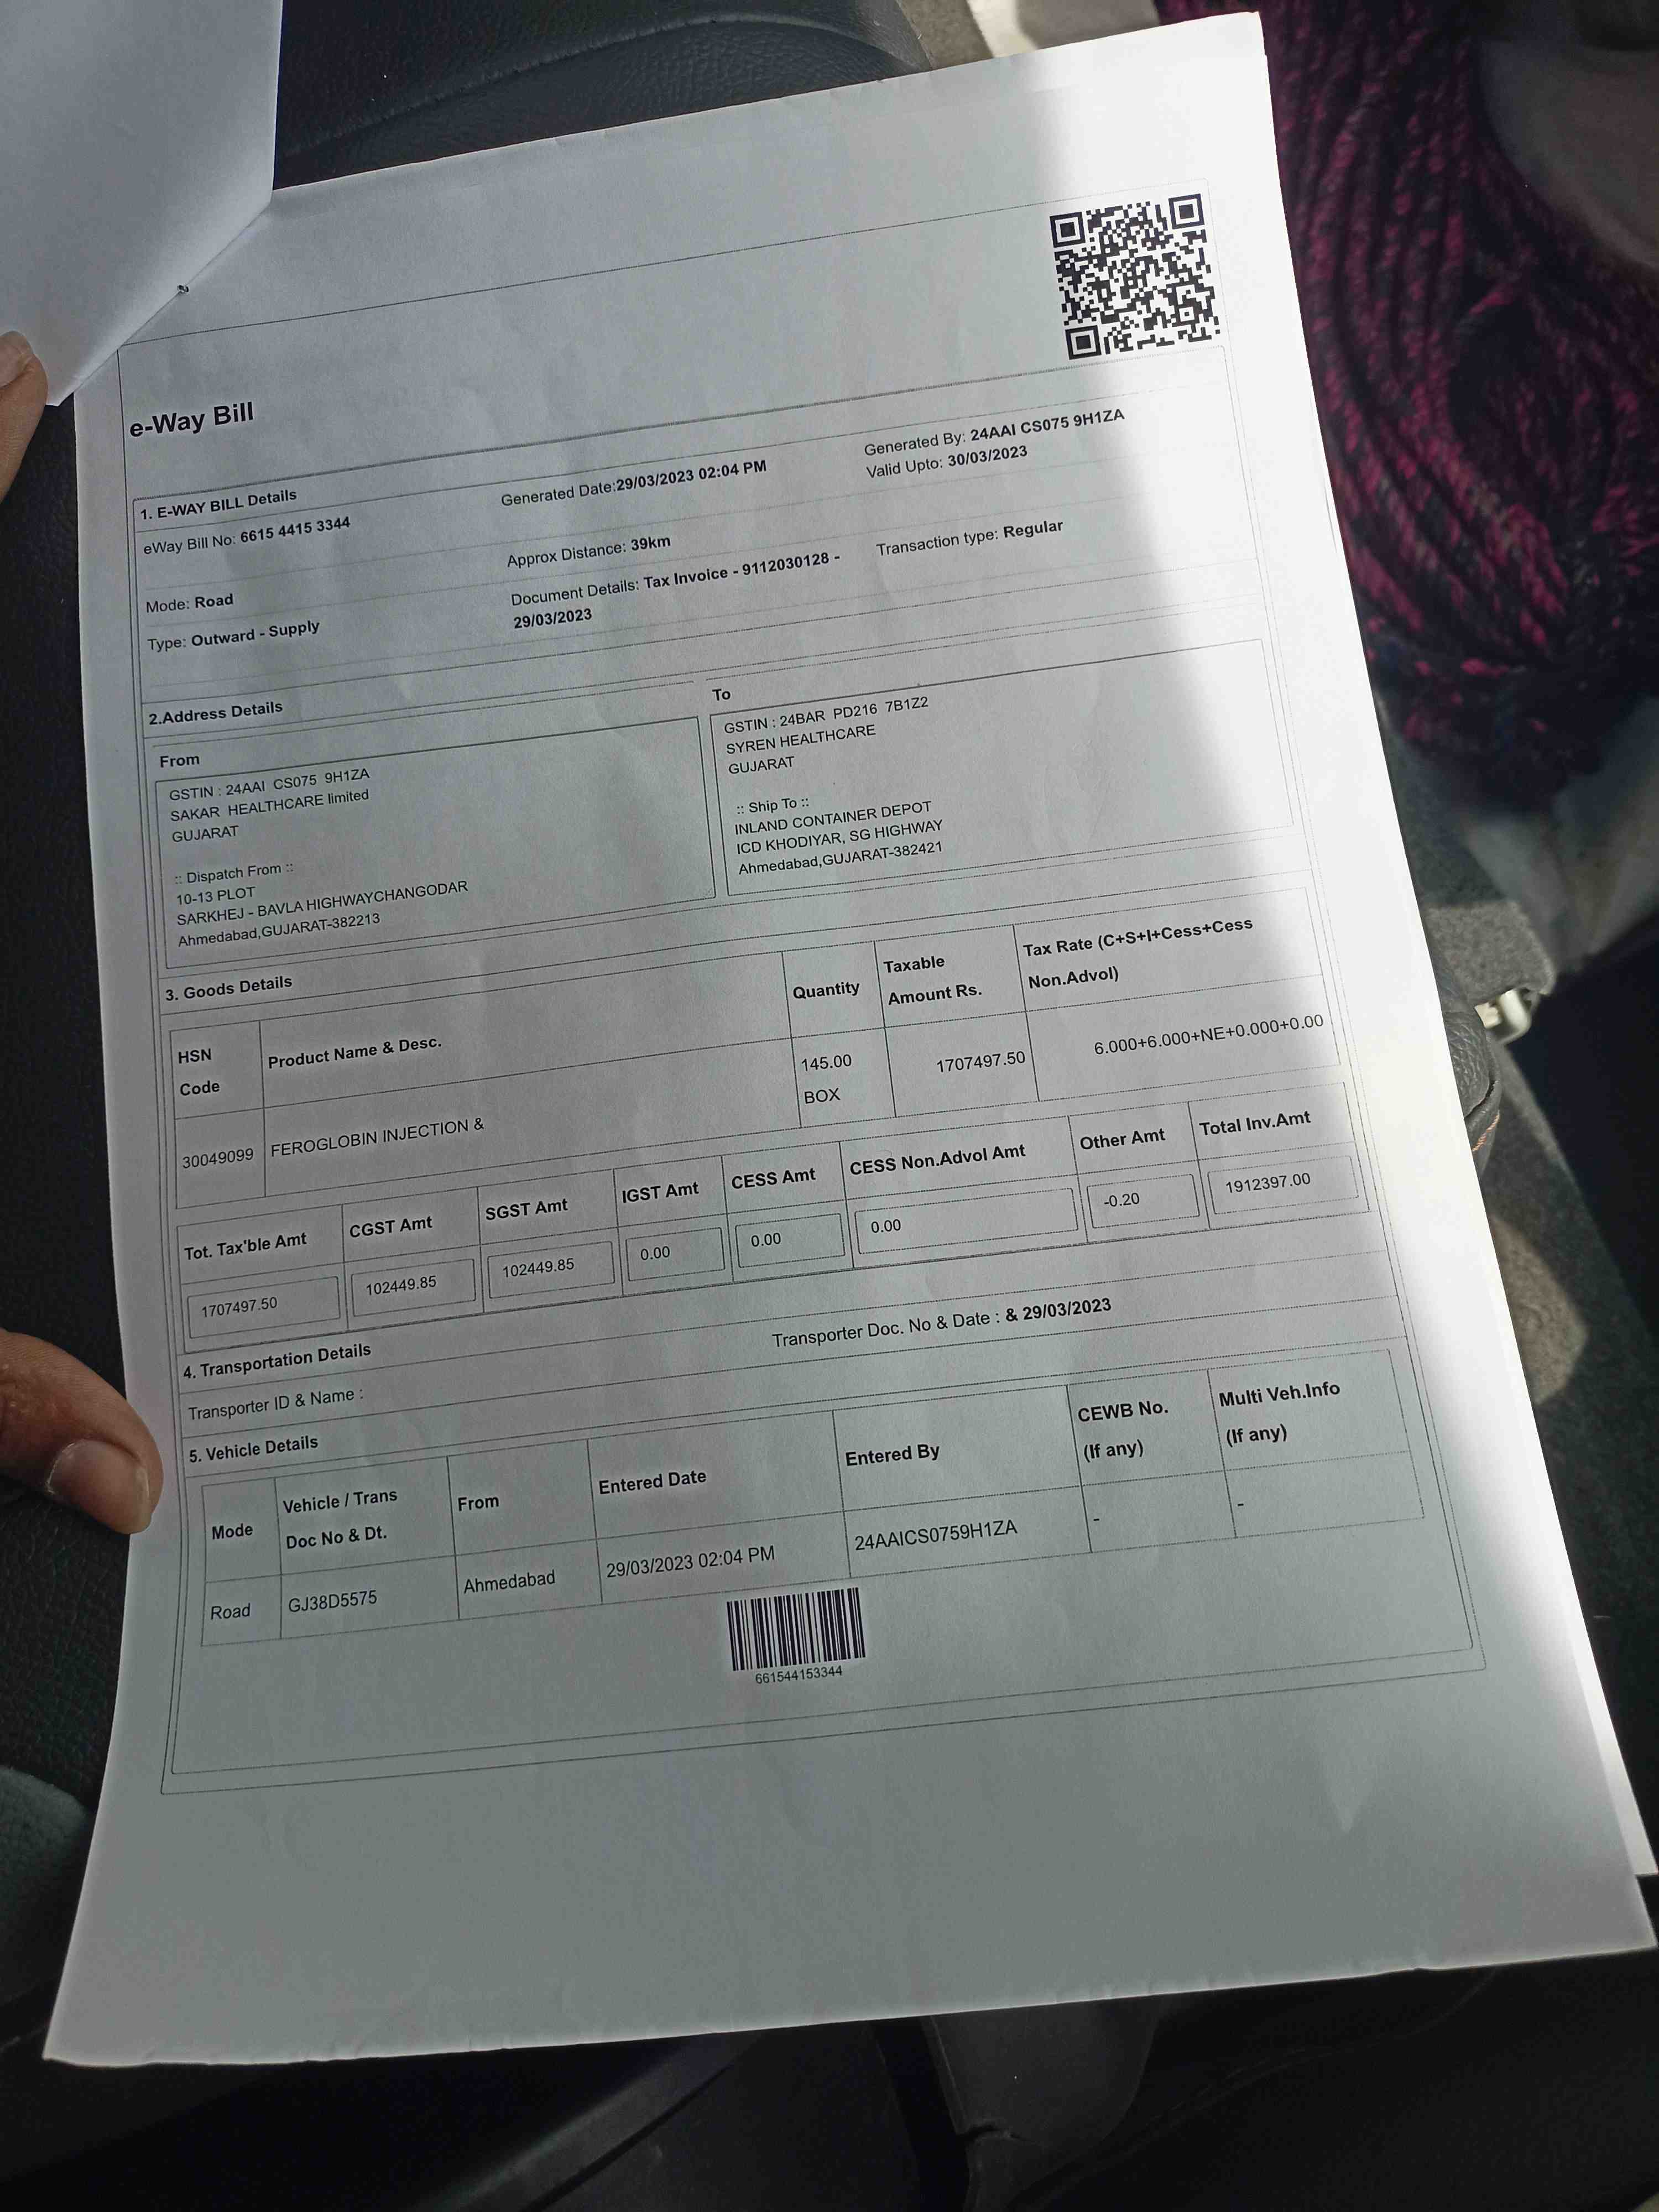 e-Way Bill
1. E-WAY BILL Details
eWay Bill No: 6615 4415 3344
Generated Date:29/03/2023 02:04 PM
Generated By: 24AAI CS075 9H1ZA
Valid Upto: 30/03/2023
Mode: Road
Approx Distance: 39km
Type: Outward - Supply
Document Details: Tax Invoice - 9112030128 -
29/03/2023
Transaction type: Regular
2.Address Details
From
GSTIN : 24AAI CS075 9H1ZA
SAKAR HEALTHCARE limited
GUJARAT
:: Dispatch From ::
10-13 PLOT
SARKHEJ - BAVLA HIGHWAYCHANGODAR
Ahmedabad,GUJARAT-382213
To
GSTIN : 24BAR PD216 7B1Z2
SYREN HEALTHCARE
GUJARAT
:: Ship To ::
INLAND CONTAINER DEPOT
ICD KHODIYAR, SG HIGHWAY
Ahmedabad,GUJARAT-382421
3. Goods Details
HSN
Code
Product Name & Desc.
Quantity
Taxable
Amount Rs.
Tax Rate (C+S+I+Cess+Cess
Non.Advol)
30049099
FEROGLOBIN INJECTION &
145.00
BOX
1707497.50
6.000+6.000+NE+0.000+0.00
Tot. Tax'ble Amt
CGST Amt
SGST Amt
IGST Amt
CESS Amt
CESS Non.Advol Amt
Other Amt
Total Inv.Amt
1707497.50
102449.85
102449.85
0.00
0.00
0.00
-0.20
1912397.00
4. Transportation Details
Transporter ID & Name :
Transporter Doc. No & Date : & 29/03/2023
5. Vehicle Details
Mode
Vehicle / Trans
Doc No & Dt.
From
Entered Date
Entered By
CEWB No.
(If any)
Multi Veh.Info
(If any)
Road
GJ38D5575
Ahmedabad
29/03/2023 02:04 PM
24AAICS0759H1ZA
-
-
661544153344